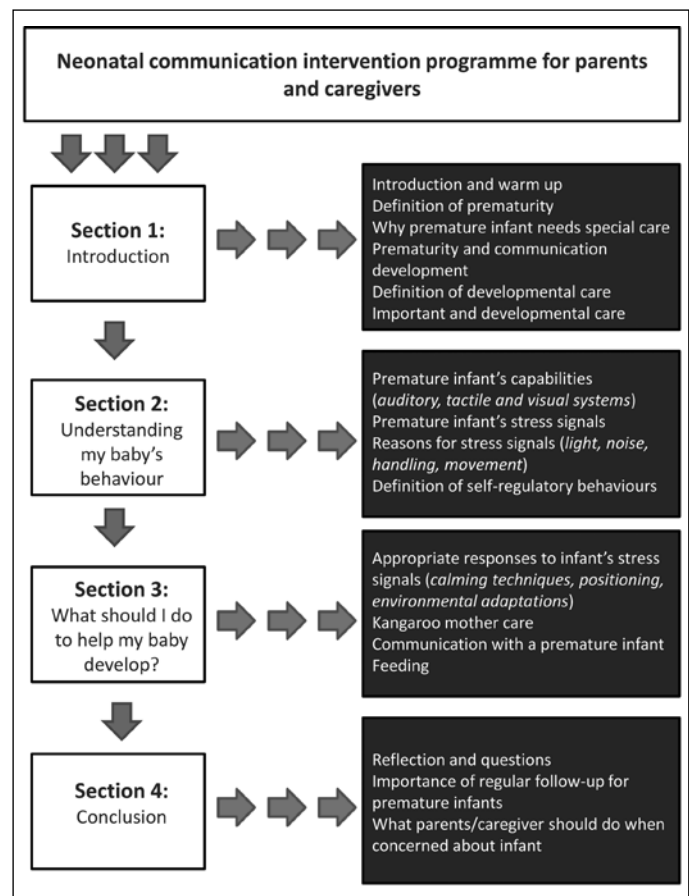 Neonatal communication intervention programme for parents
and caregivers
Section 1:
Introduction
Introduction and warm up
Definition of prematurity
Why premature infant needs special care
Prematurity and communication
development
Definition of developmental care
Important and developmental care
Section 2:
Understanding
my baby's
behaviour
Premature infant's capabilities
(auditory, tactile and visual systems)
Premature infant's stress signals
Reasons for stress signals (light, noise,
handling, movement)
Definition of self-regulatory behaviours
Section 3:
What should I do
to help my baby
develop?
Appropriate responses to infant's stress
signals (calming techniques, positioning,
environmental adaptations)
Kangaroo mother care
Communication with a premature infant
Feeding
Section 4:
Conclusion
Reflection and questions
Importance of regular follow-up for
premature infants
What parents/caregiver should do when
concerned about infant